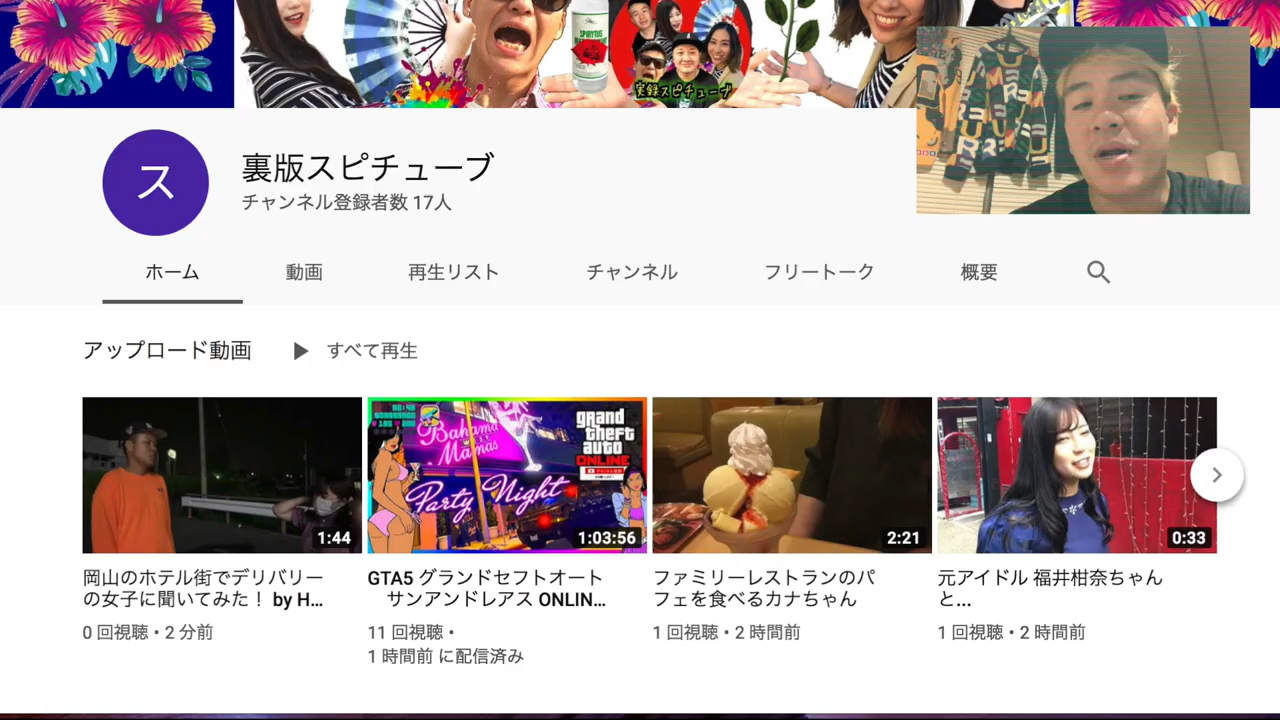 SPIRYTUS
実録スピチューブ
ス
裏版スピチューブ
チャンネル登録者数 17人
ホーム
動画
再生リスト
チャンネル
フリートーク
概要
アップロード動画
すべて再生
1:44
Bahama
Mamas
Party Night
grand
theft
auto
ONLINE
1:03:56
2:21
0:33
岡山のホテル街でデリバリー
の女子に聞いてみた！ by H...
0 回視聴・2 分前
GTA5 グランドセフトオート
サンアンドレアス ONLIN...
11 回視聴・
1 時間前 に配信済み
ファミリーレストランのパ
フェを食べるカナちゃん
1 回視聴・2 時間前
元アイドル 福井柑奈ちゃん
と...
1 回視聴・2 時間前